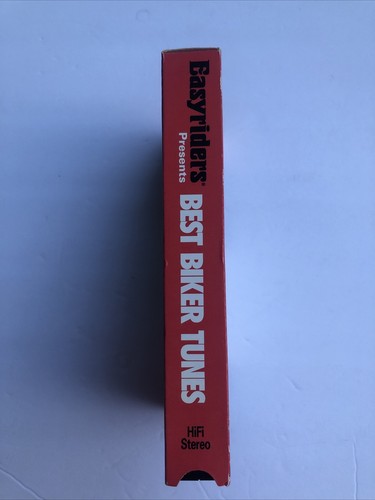 Easyriders®
Presents
BEST BIKER TUNES
HiFi
Stereo